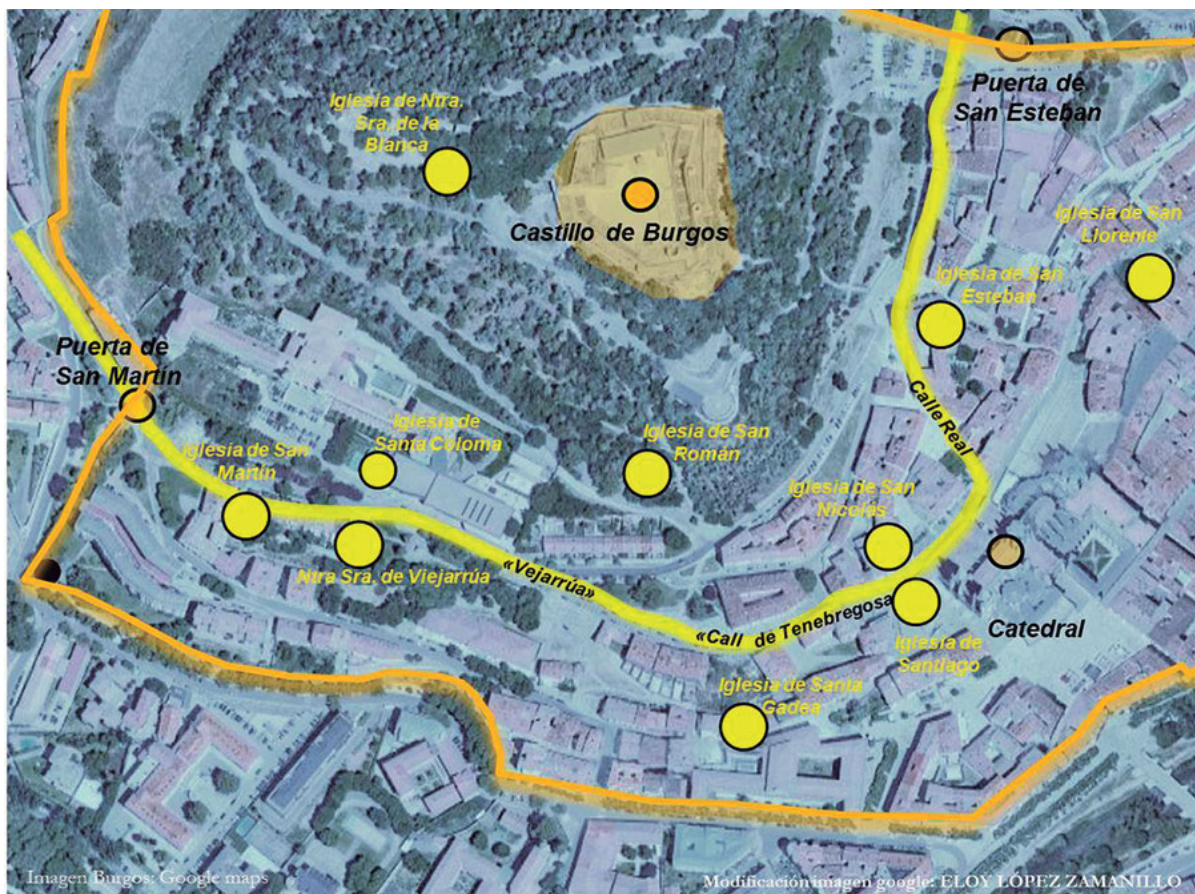 Puerta de
San Esteban
Iglesia de Ntra.
Sra. de la
Blanca
Castillo de Burgos
Iglesia de San
Llorente
Iglesia de San
Esteban
Puerta de
San Martín
Calle Real
Iglesia de
Santa Coloma
Iglesia de San
Román
Iglesia de San
Martín
Iglesia de San
Nicolás
Ntra Sra. de Viejarrúa
«Vejarrúa»
«Call de Tenebregosa
Catedral
Iglesia de
Santiago
Iglesia de Santa
Gadea
Imagen Burgos: Google maps
Modificación imagen google: ELOY LÓPEZ ZAMANILLO